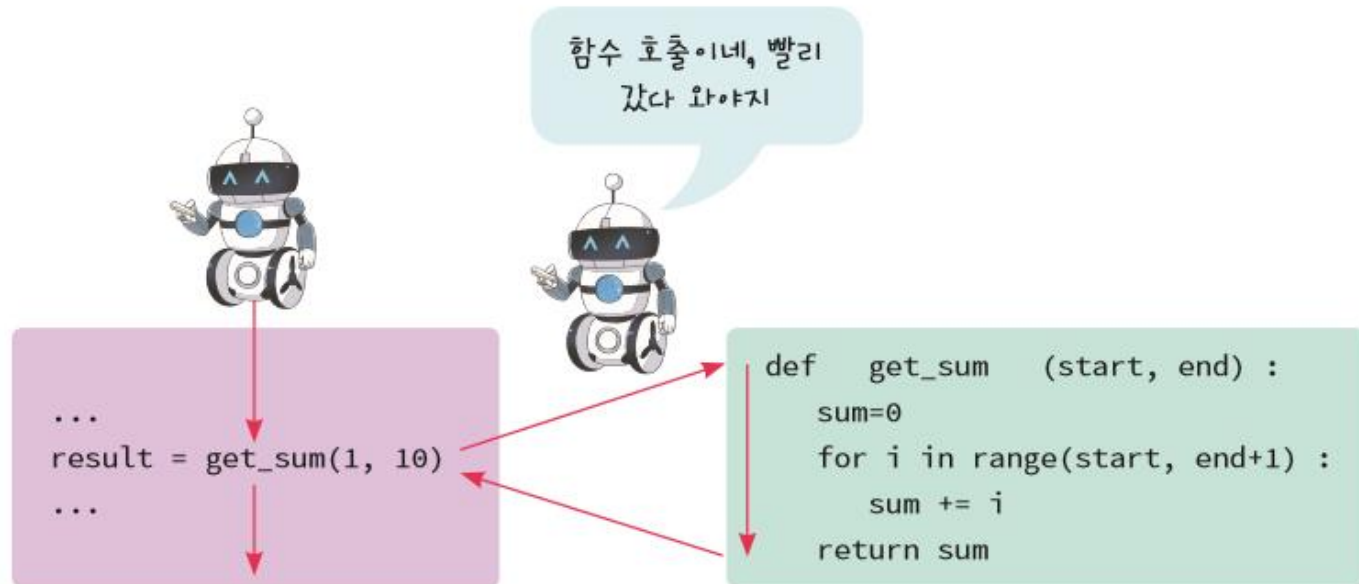 함수 호출이네, 빨리
갔다 와야지
...
result = get_sum(1, 10)
...
def get_sum (start, end) :
sum=0
for i in range(start, end+1) :
sum += i
return sum